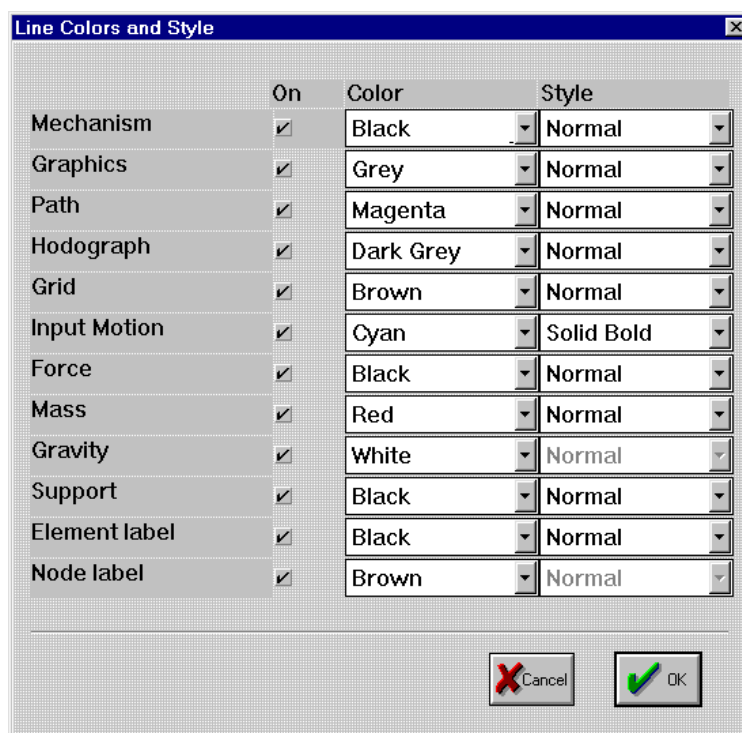 Line Colors and Style
On Color Style
Mechanism Black Normal
Graphics Grey Normal
Path Magenta Normal
Hodograph Dark Grey Normal
Grid Brown Normal
Input Motion Cyan Solid Bold
Force Black Normal
Mass Red Normal
Gravity White Normal
Support Black Normal
Element label Black Normal
Node label Brown Normal
Cancel OK